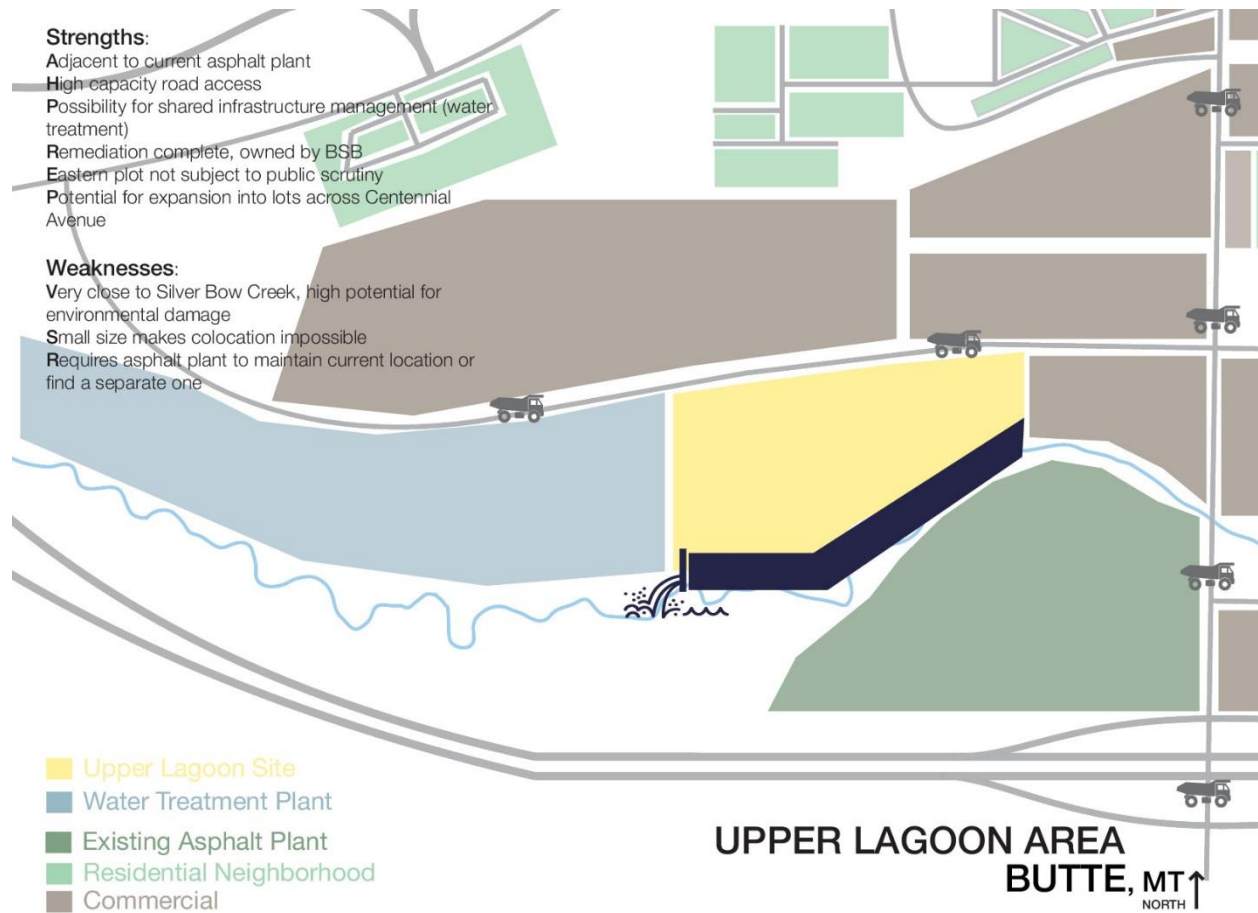 Strengths:
Adjacent to current asphalt plant
High capacity road access
Possibility for shared infrastructure management (water
treatment)
Remediation complete, owned by BSB
Eastern plot not subject to public scrutiny
Potential for expansion into lots across Centennial
Avenue
Weaknesses:
Very close to Silver Bow Creek, high potential for
environmental damage
Small size makes colocation impossible
Requires asphalt plant to maintain current location or
find a separate one
Upper Lagoon Site
Water Treatment Plant
Existing Asphalt Plant
Residential Neighborhood
Commercial
UPPER LAGOON AREA
BUTTE, MT
NORTH